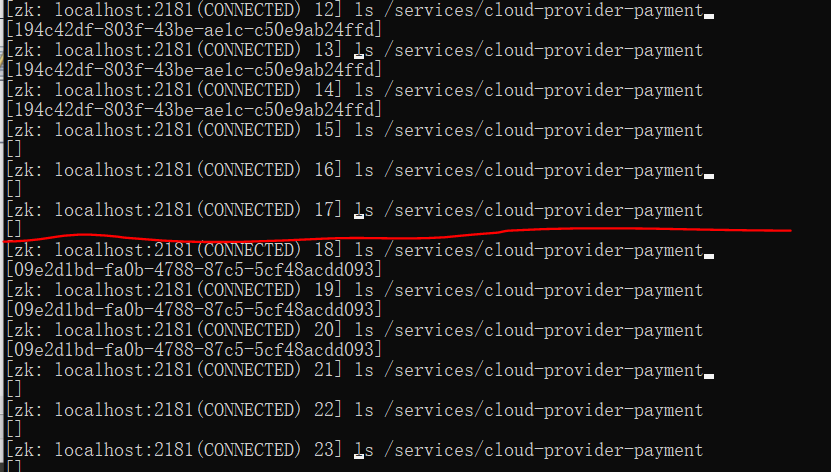 [zk: localhost:2181(CONNECTED) 12] ls /services/cloud-provider-payment
[194c42df-803f-43be-ae1c-c50e9ab24ffd]
[zk: localhost:2181(CONNECTED) 13] ls /services/cloud-provider-payment
[194c42df-803f-43be-ae1c-c50e9ab24ffd]
[zk: localhost:2181(CONNECTED) 14] ls /services/cloud-provider-payment
[194c42df-803f-43be-ae1c-c50e9ab24ffd]
[zk: localhost:2181(CONNECTED) 15] ls /services/cloud-provider-payment
[]
[zk: localhost:2181(CONNECTED) 16] ls /services/cloud-provider-payment
[]
[zk: localhost:2181(CONNECTED) 17] ls /services/cloud-provider-payment
[]
[zk: localhost:2181(CONNECTED) 18] ls /services/cloud-provider-payment
[09e2d1bd-fa0b-4788-87c5-5cf48acdd093]
[zk: localhost:2181(CONNECTED) 19] ls /services/cloud-provider-payment
[09e2d1bd-fa0b-4788-87c5-5cf48acdd093]
[zk: localhost:2181(CONNECTED) 20] ls /services/cloud-provider-payment
[09e2d1bd-fa0b-4788-87c5-5cf48acdd093]
[zk: localhost:2181(CONNECTED) 21] ls /services/cloud-provider-payment
[]
[zk: localhost:2181(CONNECTED) 22] ls /services/cloud-provider-payment
[]
[zk: localhost:2181(CONNECTED) 23] ls /services/cloud-provider-payment
[]